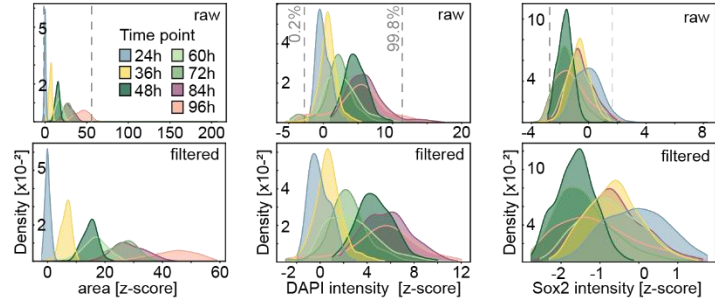 5
2
raw
Time point
24h
36h
48h
60h
72h
84h
96h
0 50 100 150 200
0.2%
99.8%
raw
4
2
-5 0 5 10 15 20
raw
10
4
-4 0 4 8
Density [x10⁻²]
5
2
filtered
0 20 40 60
area [z-score]
Density [x10⁻²]
6
4
2
filtered
-2 0 2 4 6 8 10 12
DAPI intensity [z-score]
Density [x10⁻²]
10
4
filtered
-2 -1 0 1
Sox2 intensity [z-score]